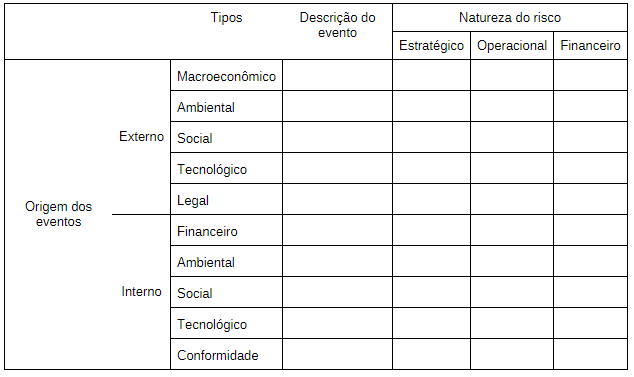 Tipos
Descrição do
evento
Natureza do risco
Estratégico
Operacional
Financeiro
Origem dos
eventos
Externo
Macroeconômico
Ambiental
Social
Tecnológico
Legal
Interno
Financeiro
Ambiental
Social
Tecnológico
Conformidade